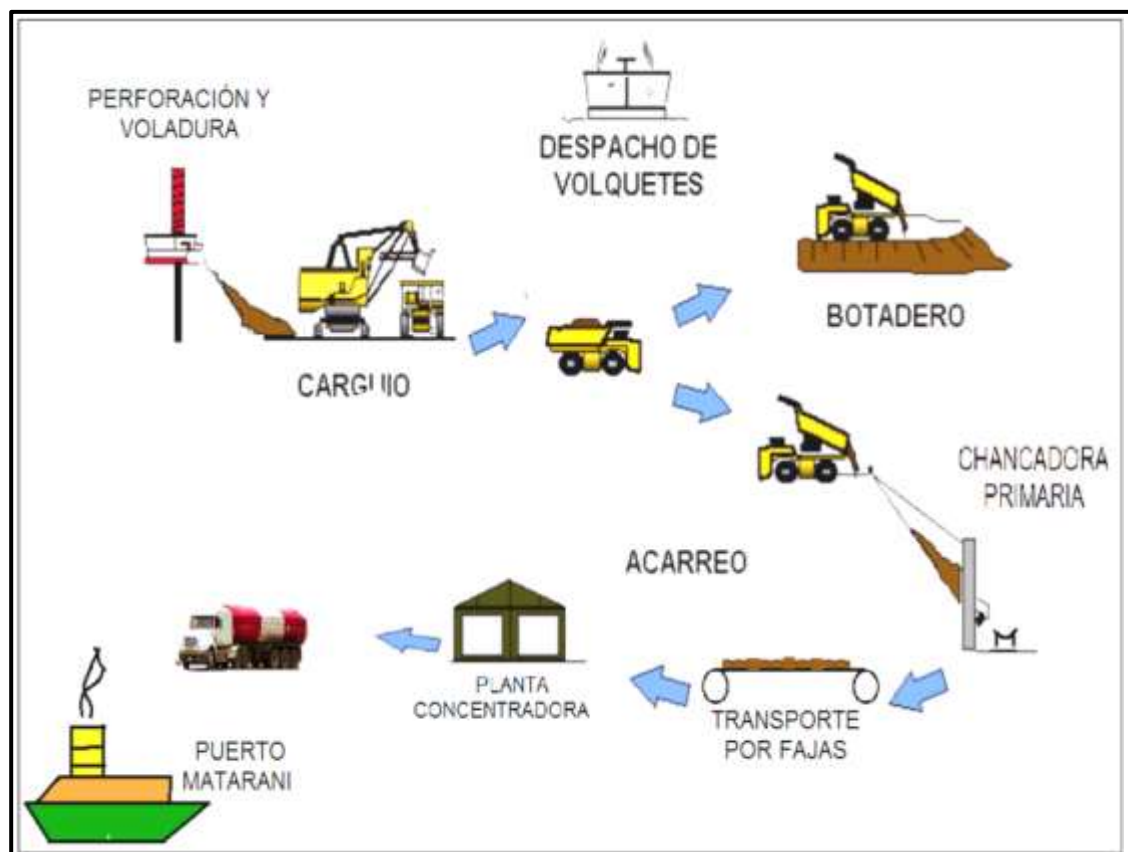 PERFORACIÓN Y
VOLADURA
DESPACHO DE
VOLQUETES
BOTADERO
CARGUIO
CHANCADORA
PRIMARIA
ACARREO
PLANTA
CONCENTRADORA
TRANSPORTE
POR FAJAS
PUERTO
MATARANI